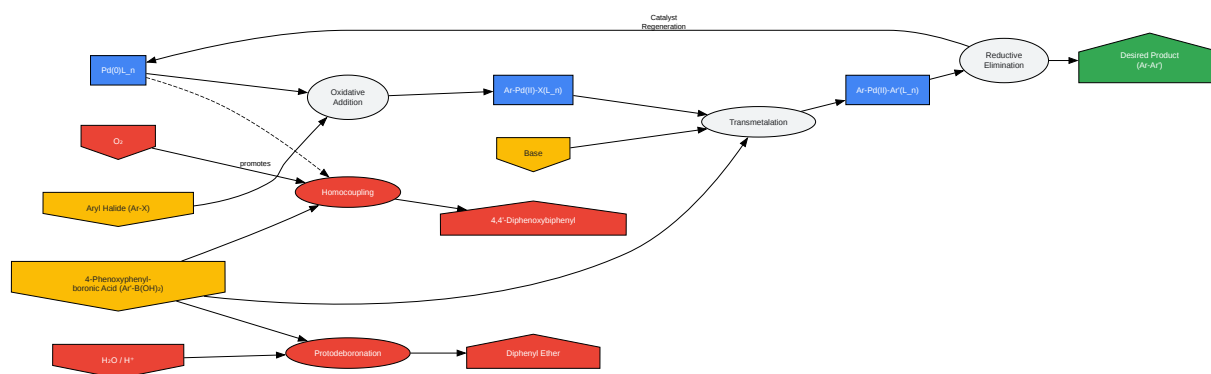 Catalyst
Regeneration
Pd(0)L_n
Oxidative
Addition
Ar-Pd(II)-X(L_n)
Ar-Pd(II)-Ar'(L_n)
Reductive
Elimination
Desired Product
(Ar-Ar')
Transmetalation
O₂
promotes
Base
Aryl Halide (Ar-X)
Homocoupling
4,4'-Diphenoxybiphenyl
4-Phenoxyphenyl-
boronic Acid (Ar'-B(OH)₂)
H₂O / H⁺
Protodeboronation
Diphenyl Ether